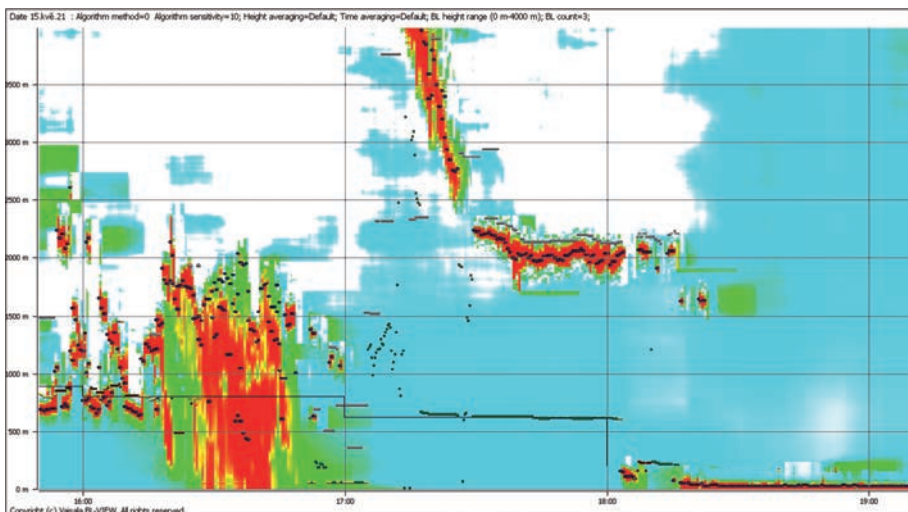 Date 15.kvě.21 : Algorithm method=0 Algorithm sensitivity=10; Height averaging=Default; Time averaging=Default; BL height range (0 m-4000 m); BL count=3;
3500 m
3000 m
2500 m
2000 m
1500 m
1000 m
500 m
0 m
16:00 17:00 18:00 19:00
Copyright (c) Vaisala BL-VIEW. All rights reserved.